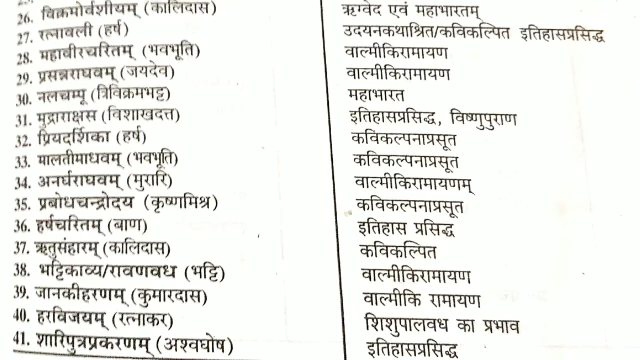 26. विक्रमोर्वशीयम् (कालिदास) ऋग्वेद एवं महाभारतम्
27. रत्नावली (हर्ष) उदयनकथाश्रित/कविकल्पित इतिहासप्रसिद्ध
28. महावीरचरितम् (भवभूति) वाल्मीकिरामायण
29. प्रसन्नराघवम् (जयदेव) वाल्मीकिरामायण
30. नलचम्पू (त्रिविक्रमभट्ट) महाभारत
31. मुद्राराक्षस (विशाखदत्त) इतिहासप्रसिद्ध, विष्णुपुराण
32. प्रियदर्शिका (हर्ष) कविकल्पनाप्रसूत
33. मालतीमाधवम् (भवभूति) कविकल्पनाप्रसूत
34. अनर्घराघवम् (मुरारि) वाल्मीकिरामायणम्
35. प्रबोधचन्द्रोदय (कृष्णमिश्र) कविकल्पनाप्रसूत
36. हर्षचरितम् (बाण) इतिहास प्रसिद्ध
37. ऋतुसंहारम् (कालिदास) कविकल्पित
38. भट्टिकाव्य/रावणवध (भट्टि) वाल्मीकिरामायण
39. जानकीहरणम् (कुमारदास) वाल्मीकि रामायण
40. हरविजयम् (रत्नाकर) शिशुपालवध का प्रभाव
41. शारिपुत्रप्रकरणम् (अश्वघोष) इतिहासप्रसिद्ध